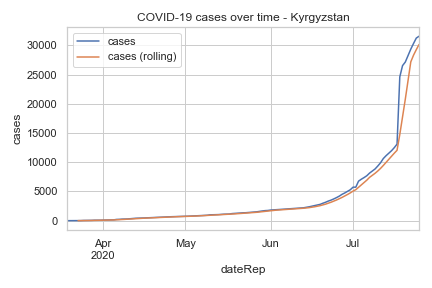 COVID-19 cases over time - Kyrgyzstan
cases
cases (rolling)
30000
25000
20000
15000
10000
5000
0
cases
Apr
2020
May
Jun
Jul
dateRep